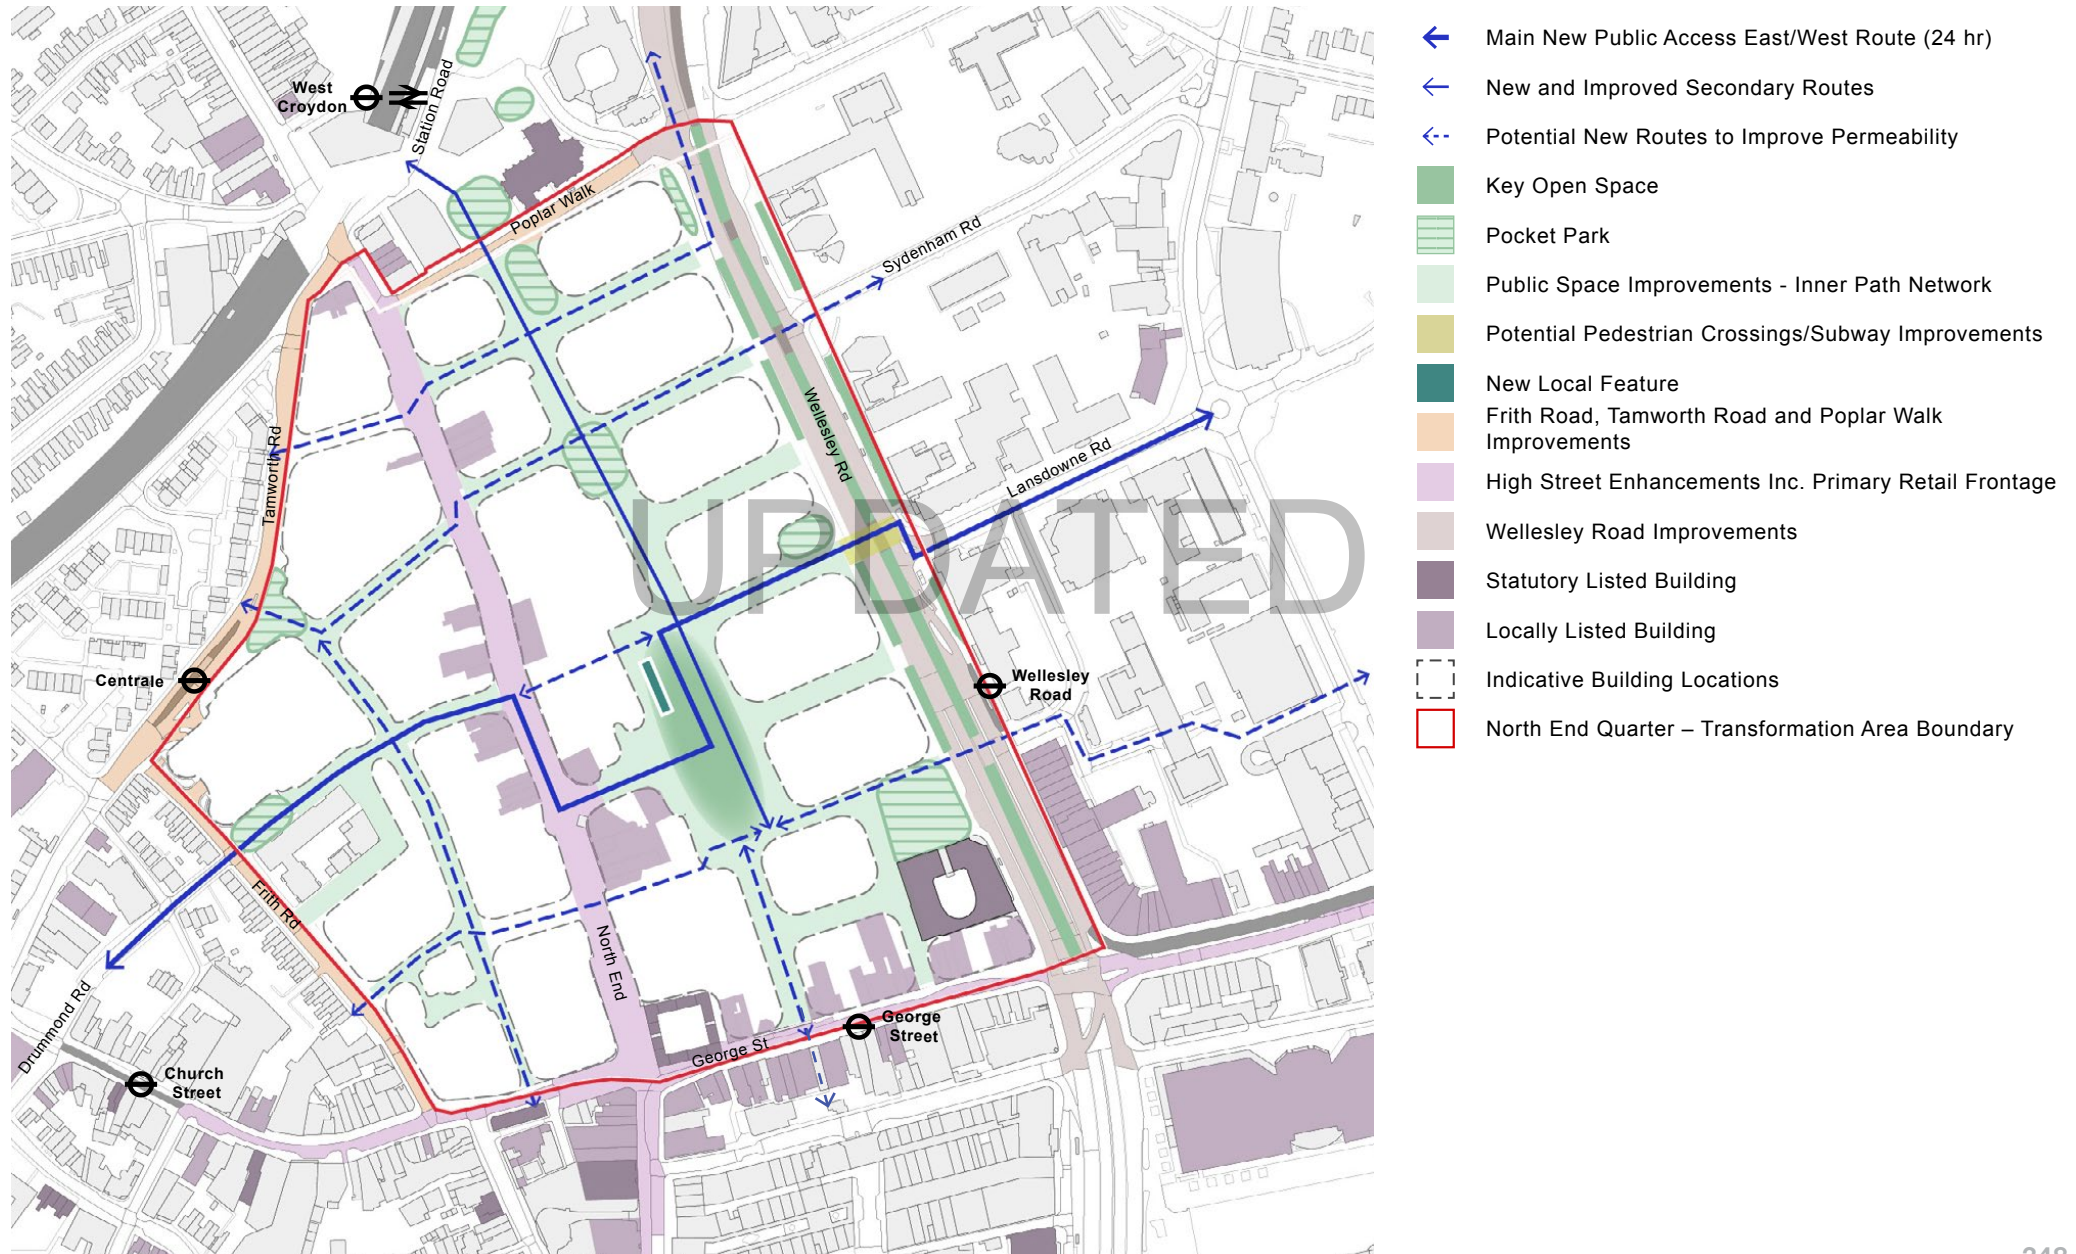 West
Croydon
Station Road
Poplar Walk
Sydenham Rd
Tamworth Rd
Wellesley Rd
Lansdowne Rd
UPDATED
Centrale
Wellesley
Road
Frith Rd
North End
Drummond Rd
George
Street
George St
Church
Street
Main New Public Access East/West Route (24 hr)
New and Improved Secondary Routes
Potential New Routes to Improve Permeability
Key Open Space
Pocket Park
Public Space Improvements - Inner Path Network
Potential Pedestrian Crossings/Subway Improvements
New Local Feature
Frith Road, Tamworth Road and Poplar Walk
Improvements
High Street Enhancements Inc. Primary Retail Frontage
Wellesley Road Improvements
Statutory Listed Building
Locally Listed Building
Indicative Building Locations
North End Quarter – Transformation Area Boundary